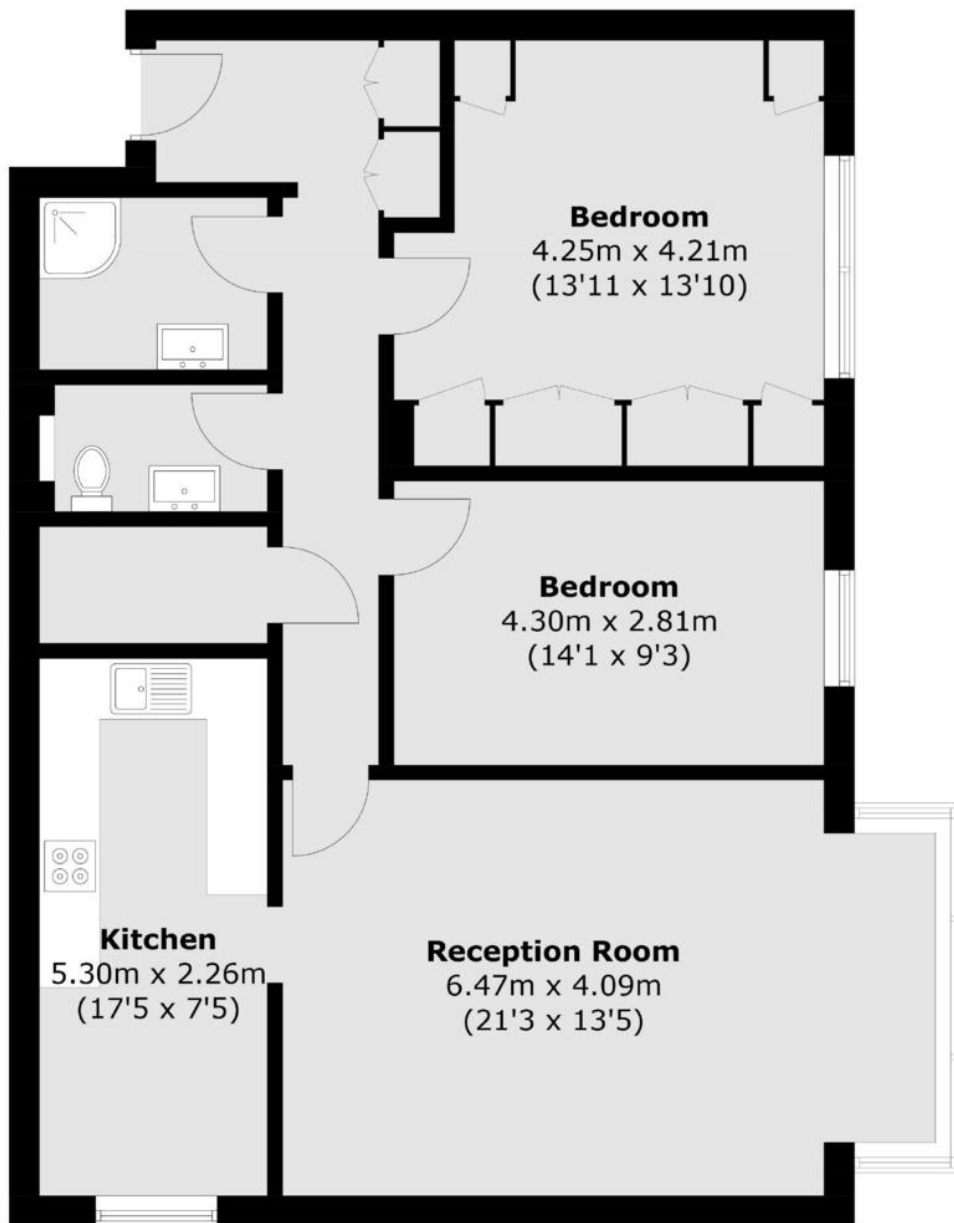 Bedroom
4.25m x 4.21m
(13'11 x 13'10)
Bedroom
4.30m x 2.81m
(14'1 x 9'3)
Kitchen
5.30m x 2.26m
(17'5 x 7'5)
Reception Room
6.47m x 4.09m
(21'3 x 13'5)